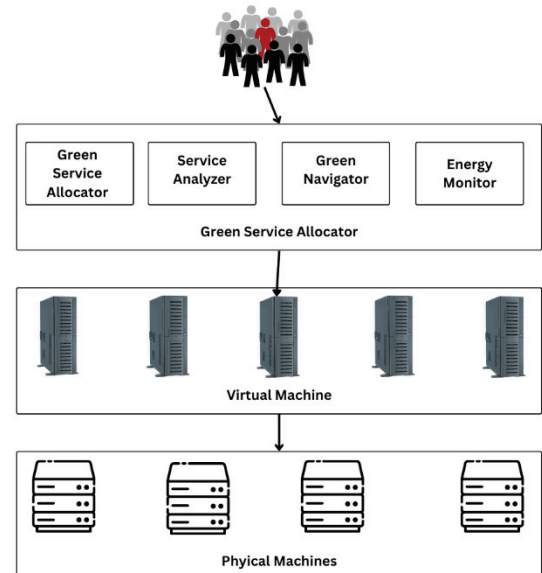 Green
Service
Allocator
Service
Analyzer
Green
Navigator
Energy
Monitor
Green Service Allocator
Virtual Machine
Phyical Machines